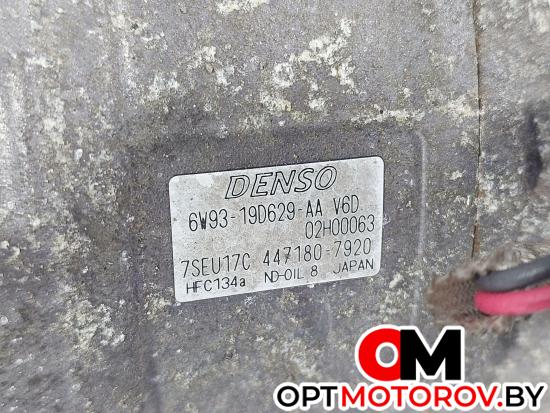 DENSO
6W93-19D629-AA V6D
02H00063
7SEU17C 447180-7920
HFC134a ND-OIL 8 JAPAN
OM
OPTMOTOROV.BY